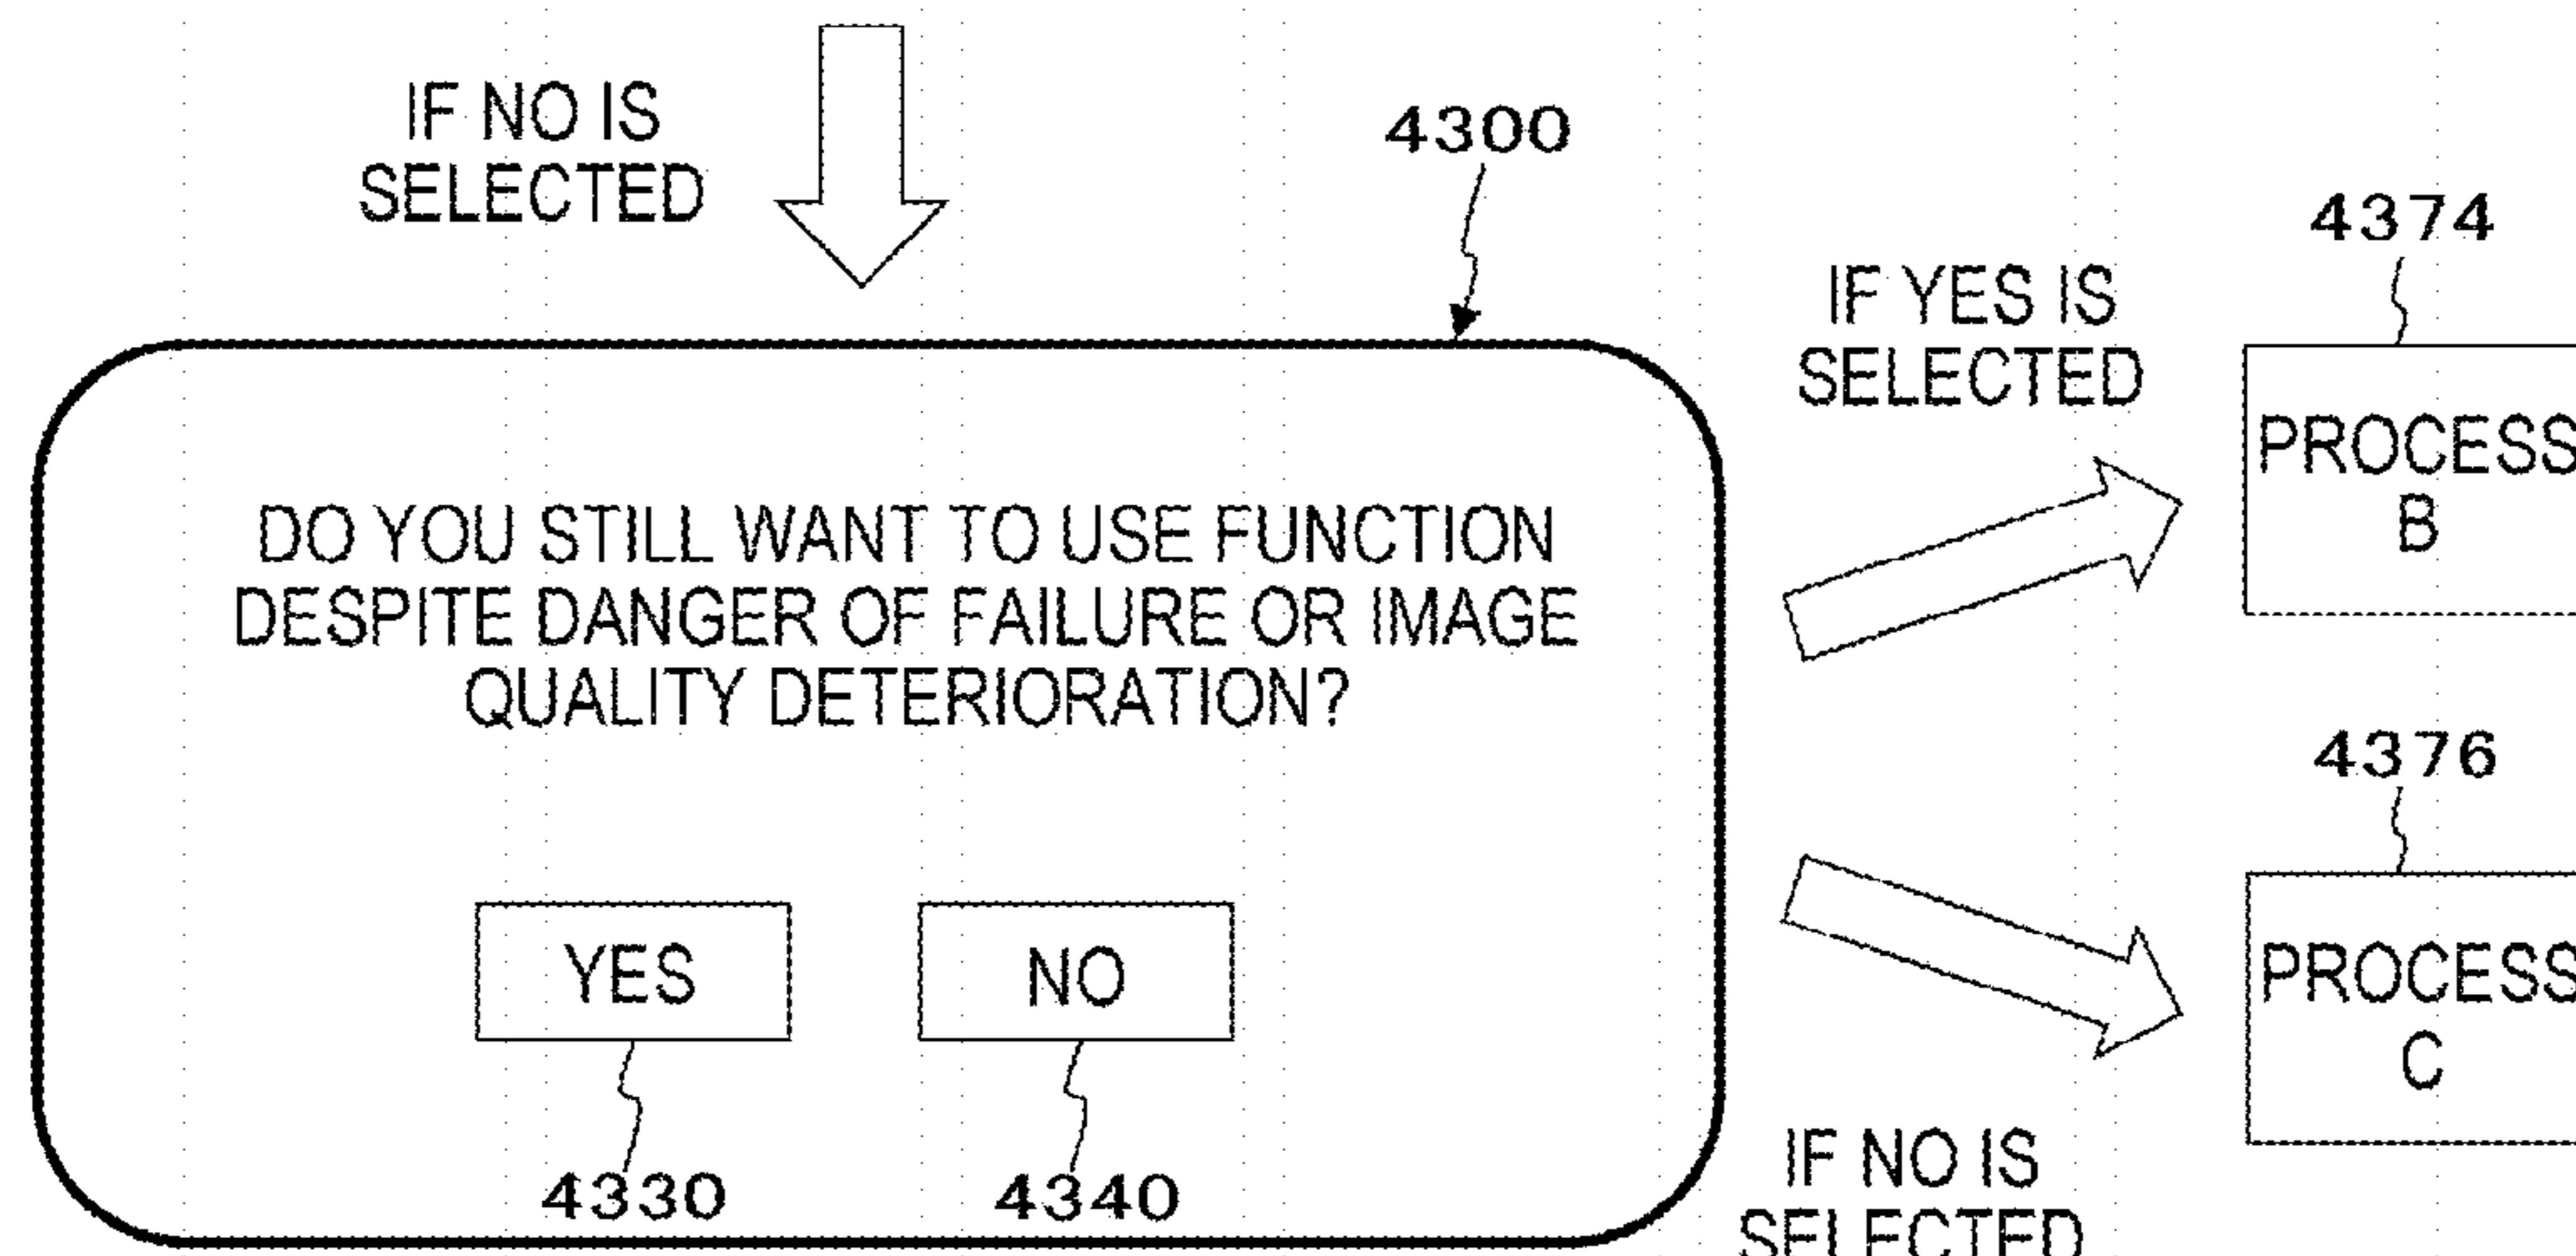 IF NO IS
SELECTED
4300
4374
IF YES IS
SELECTED
PROCESS
B
DO YOU STILL WANT TO USE FUNCTION
DESPITE DANGER OF FAILURE OR IMAGE
QUALITY DETERIORATION?
4376
YES
NO
PROCESS
C
4330
4340
IF NO IS
SELECTED